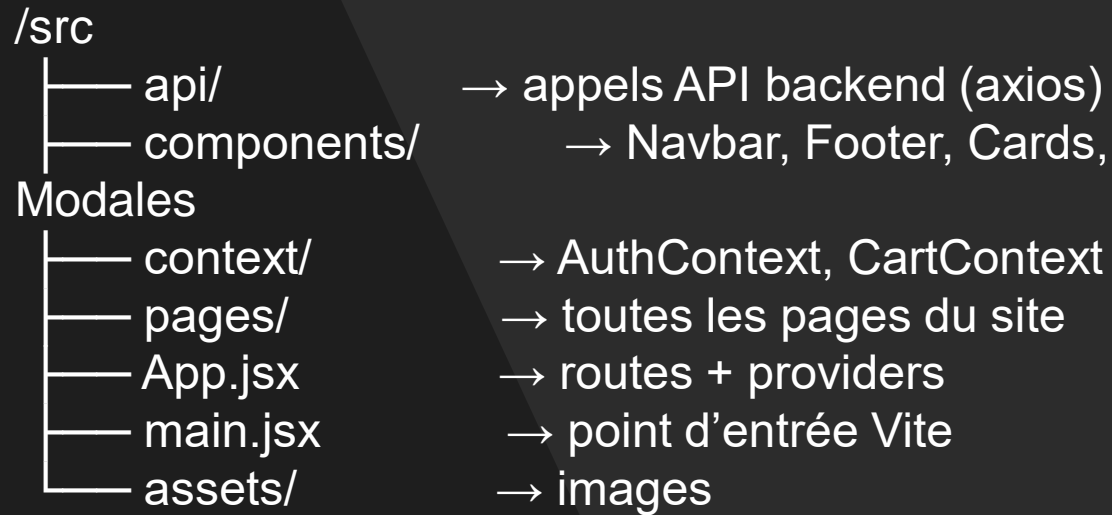 /src
├── api/ → appels API backend (axios)
├── components/ → Navbar, Footer, Cards,
Modales
├── context/ → AuthContext, CartContext
├── pages/ → toutes les pages du site
├── App.jsx → routes + providers
├── main.jsx → point d’entrée Vite
└── assets/ → images